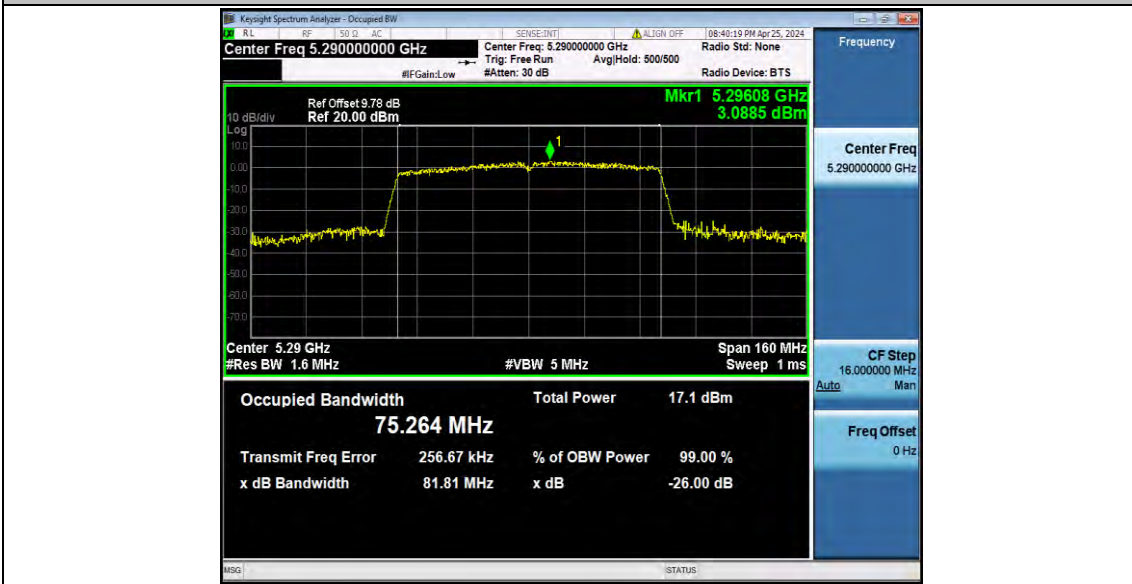 Keysight Spectrum Analyzer - Occupied BW
RL RF 50 Ω AC SENSE:INT ALIGN OFF 08:40:19 PM Apr 25, 2024
Center Freq 5.290000000 GHz
Center Freq: 5.290000000 GHz Radio Std: None
Trig: Free Run Avg|Hold: 500/500
#IFGain:Low #Atten: 30 dB Radio Device: BTS
Mkr1 5.29608 GHz
3.0885 dBm
Ref Offset 9.78 dB
10 dB/div Ref 20.00 dBm
Log
10.0
0.00
-10.0
-20.0
-30.0
-40.0
-50.0
-60.0
-70.0
1
Center 5.29 GHz Span 160 MHz
#Res BW 1.6 MHz #VBW 5 MHz Sweep 1 ms
Occupied Bandwidth Total Power 17.1 dBm
75.264 MHz
Transmit Freq Error 256.67 kHz % of OBW Power 99.00 %
x dB Bandwidth 81.81 MHz x dB -26.00 dB
MSG STATUS
Frequency
Center Freq
5.290000000 GHz
CF Step
16.000000 MHz
Auto Man
Freq Offset
0 Hz